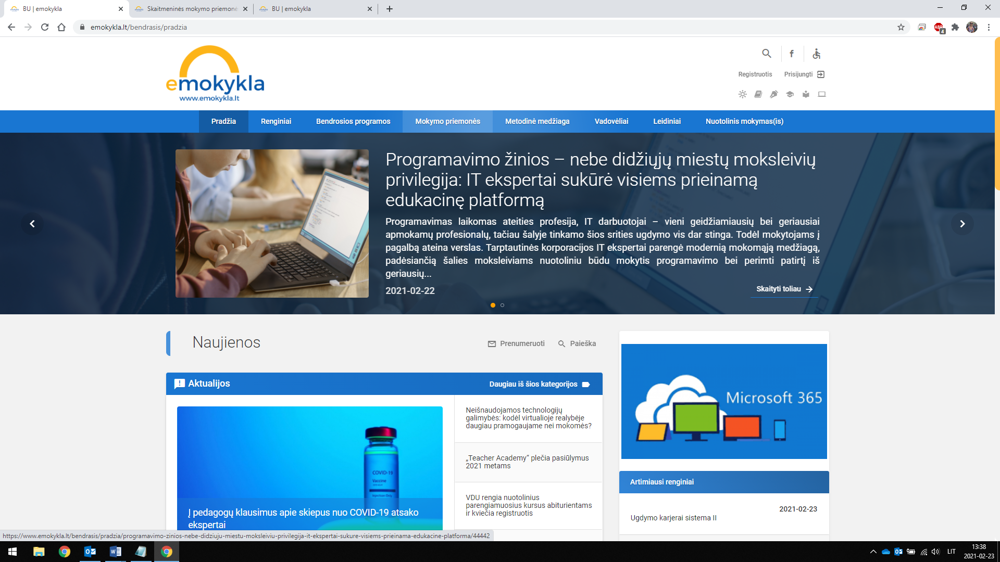 BU | emokykla
Skaitmeninės mokymo priemonė
BU | emokykla
emokykla.lt/bendrasis/pradzia
ABP
4
emokykla
www.emokykla.lt
Registruotis
Prisijungti
Pradžia
Renginiai
Bendrosios programos
Mokymo priemonės
Metodinė medžiaga
Vadovėliai
Leidiniai
Nuotolinis mokymas(is)
Programavimo žinios – nebe didžiųjų miestų moksleivių
privilegija: IT ekspertai sukūrė visiems prieinamą
edukacinę platformą
Programavimas laikomas ateities profesija, IT darbuotojai – vieni geidžiamiausių bei geriausiai
apmokamų profesionalų, tačiau šalyje tinkamo šios srities ugdymo vis dar stinga. Todėl mokytojams į
pagalbą ateina verslas. Tarptautinės korporacijos IT ekspertai parengė modernią mokomąją medžiagą,
padėsiančią šalies moksleiviams nuotoliniu būdu mokytis programavimo bei perimti patirtį iš
geriausių...
2021-02-22
Skaityti toliau
Naujienos
Prenumeruoti
Paieška
Aktualijos
Daugiau iš šios kategorijos
COVID-19
Vaccine
Injection Only
Į pedagogų klausimus apie skiepus nuo COVID-19 atsako
ekspertai
Neišnaudojamos technologijų
galimybės: kodėl virtualioje realybėje
daugiau pramogaujame nei mokomės?
„Teacher Academy“ plečia pasiūlymus
2021 metams
VDU rengia nuotolinius
parengiamuosius kursus abiturientams
ir kviečia registruotis
Microsoft 365
Artimiausi renginiai
2021-02-23
Ugdymo karjerai sistema II
https://www.emokykla.lt/bendrasis/pradzia/programavimo-zinios-nebe-didziuju-miestu-moksleiviu-privilegija-it-ekspertai-sukure-visiems-prieinama-edukacine-platforma/44442
LIT
13:38
2021-02-23